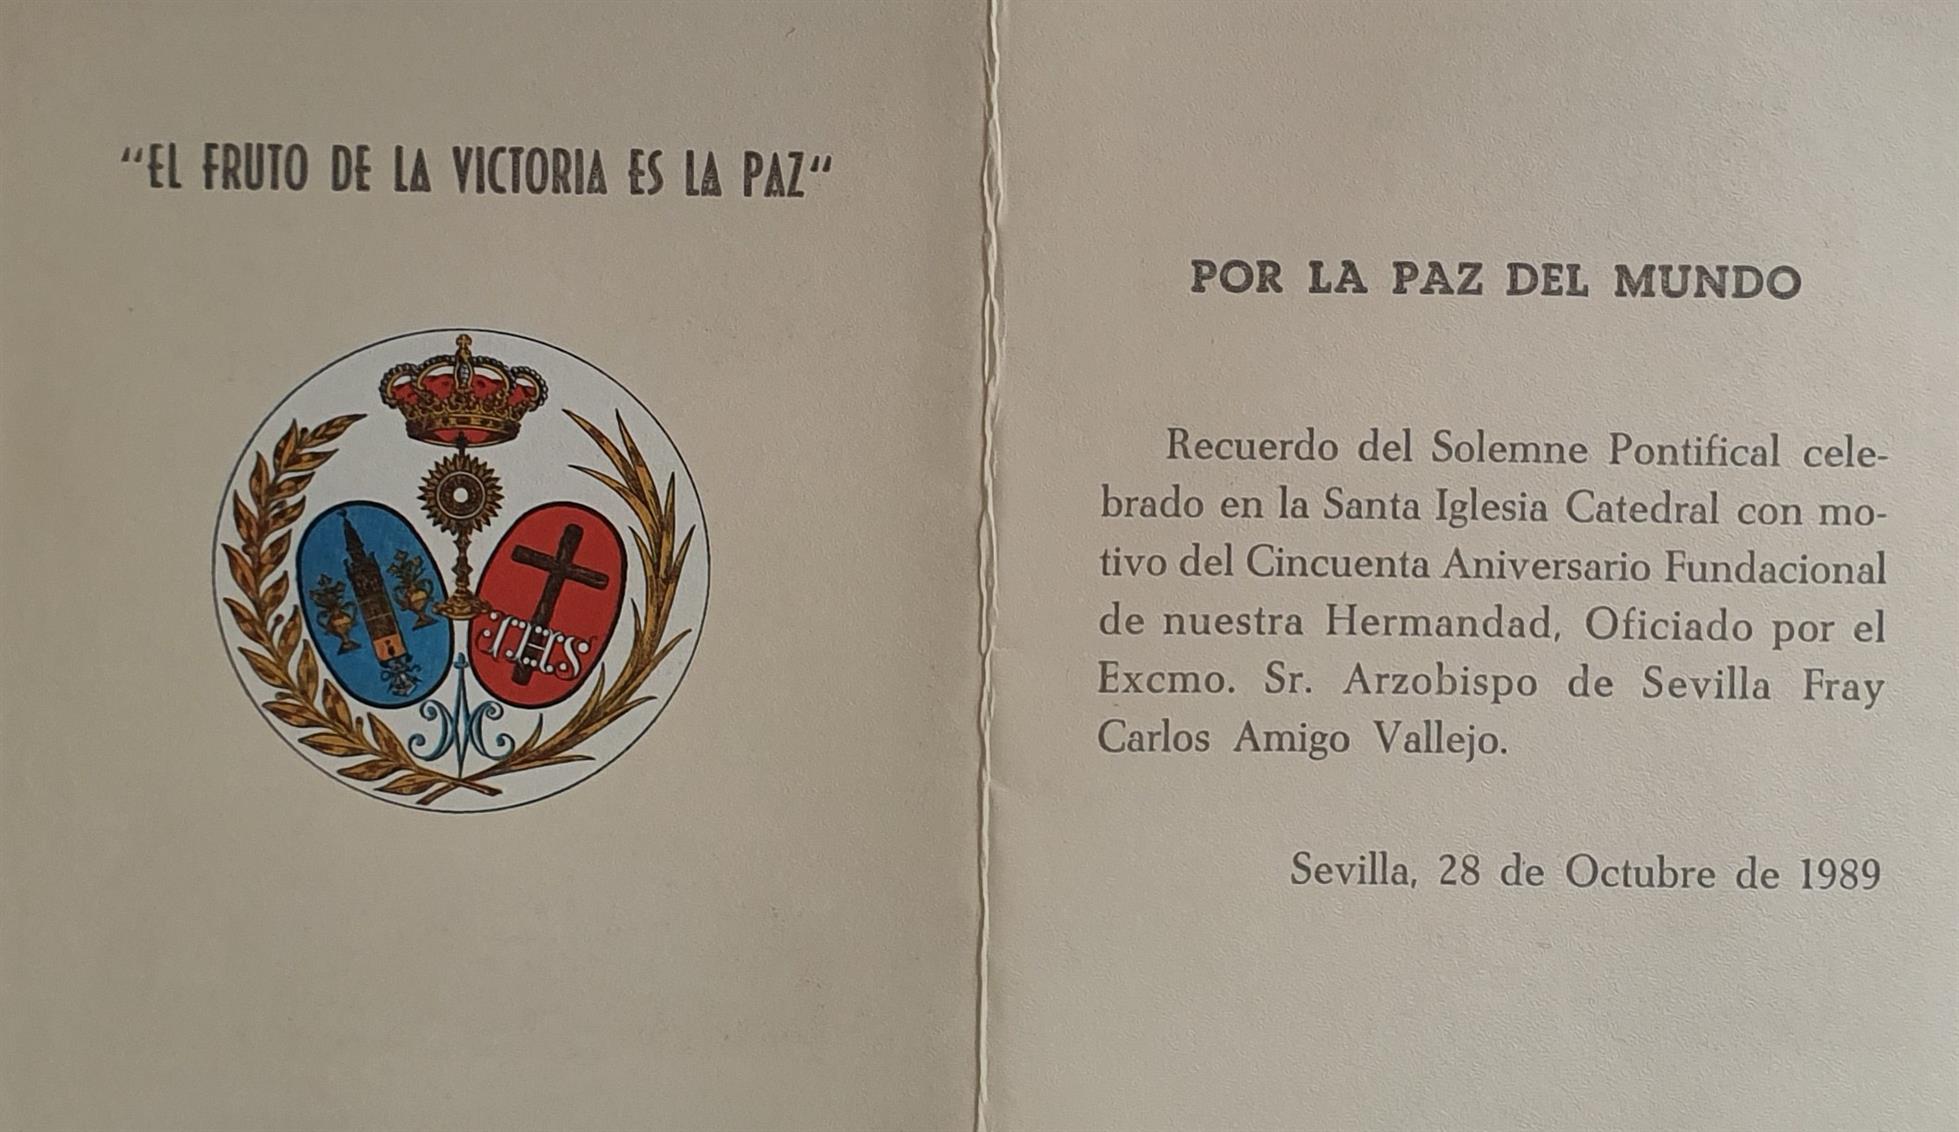 “EL FRUTO DE LA VICTORIA ES LA PAZ“
JHS
POR LA PAZ DEL MUNDO
Recuerdo del Solemne Pontifical cele-
brado en la Santa Iglesia Catedral con mo-
tivo del Cincuenta Aniversario Fundacional
de nuestra Hermandad, Oficiado por el
Excmo. Sr. Arzobispo de Sevilla Fray
Carlos Amigo Vallejo.
Sevilla, 28 de Octubre de 1989